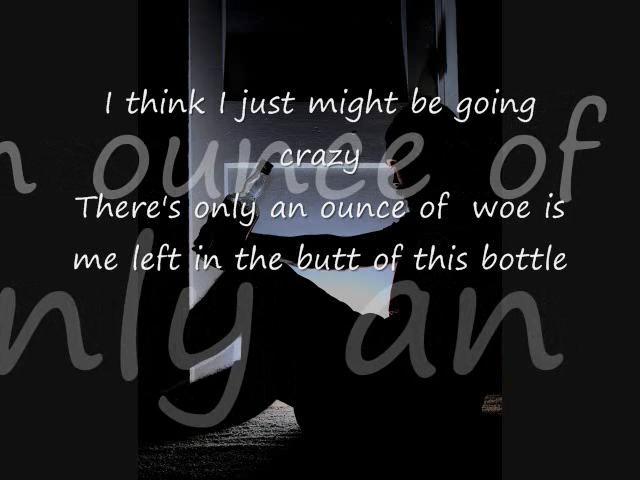 I think I just might be going
crazy
There's only an ounce of woe is
me left in the butt of this bottle
n ounce of
nly an